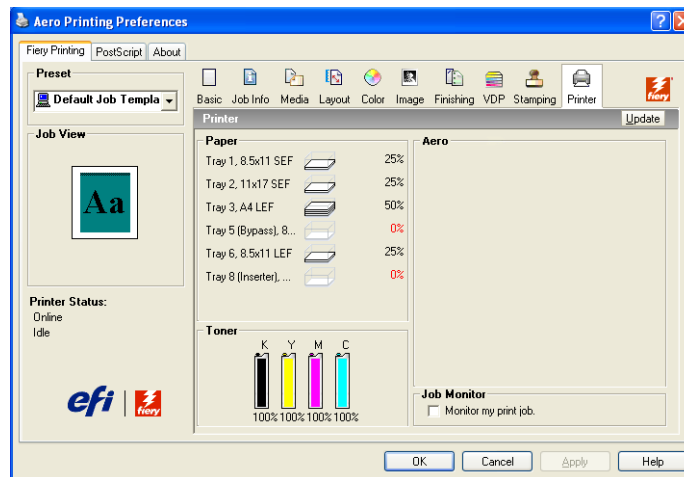 Aero Printing Preferences
Fiery Printing PostScript About
Preset
Default Job Templa
Basic Job Info Media Layout Color Image Finishing VDP Stamping Printer
fiery
Printer Update
Job View
Aa
Printer Status:
Online
Idle
efi fiery
Paper
Tray 1, 8.5x11 SEF 25%
Tray 2, 11x17 SEF 25%
Tray 3, A4 LEF 50%
Tray 5 (Bypass), 8... 0%
Tray 6, 8.5x11 LEF 25%
Tray 8 (Inserter), ... 0%
Toner
K Y M C
100% 100% 100% 100%
Aero
Job Monitor
Monitor my print job.
OK Cancel Apply Help